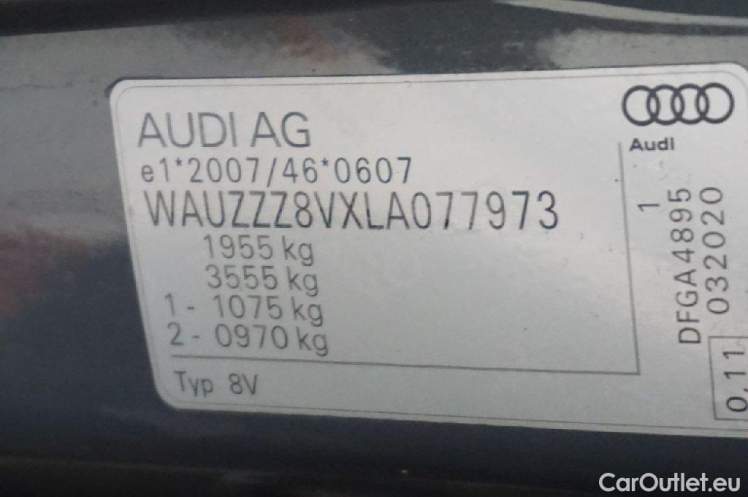 AUDI AG
e1*2007/46*0607
WAUZZZ8VXLA077973
1955 kg
3555 kg
1 - 1075 kg
2 - 0970 kg
Typ 8V
Audi
1
DFGA4895
032020
0,11
CarOutlet.eu